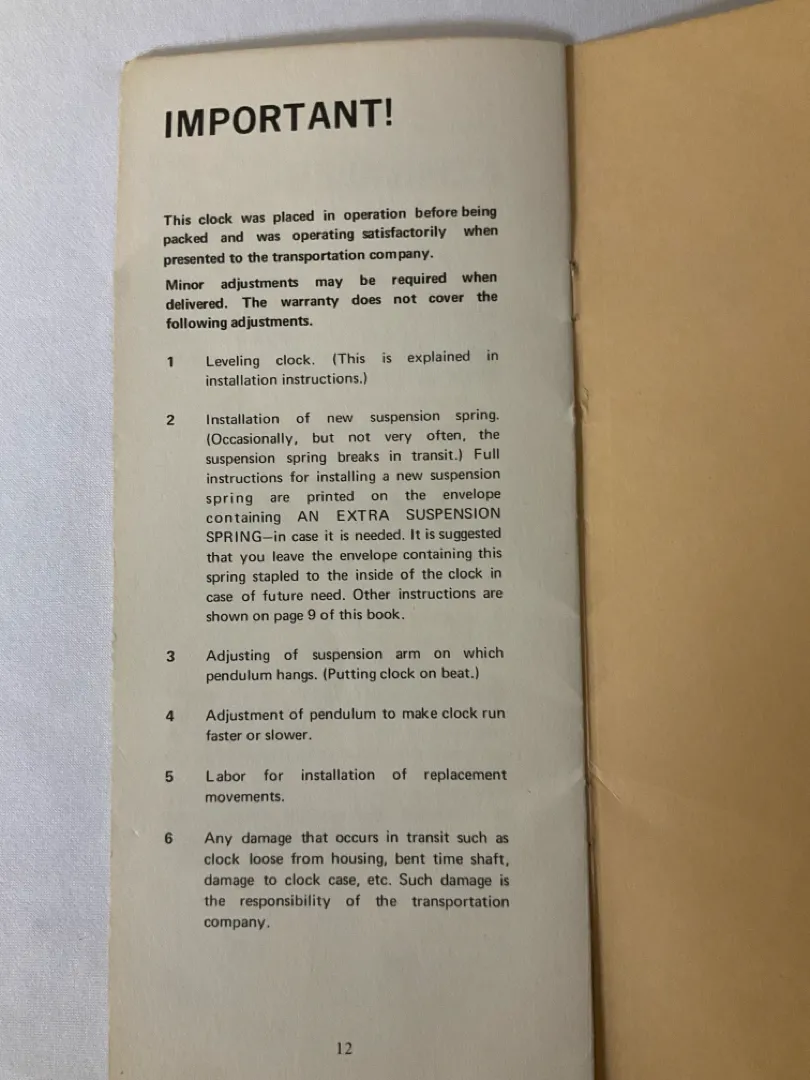 IMPORTANT!
This clock was placed in operation before being
packed and was operating satisfactorily when
presented to the transportation company.
Minor adjustments may be required when
delivered. The warranty does not cover the
following adjustments.
1 Leveling clock. (This is explained in
installation instructions.)
2 Installation of new suspension spring.
(Occasionally, but not very often, the
suspension spring breaks in transit.) Full
instructions for installing a new suspension
spring are printed on the envelope
containing AN EXTRA SUSPENSION
SPRING—in case it is needed. It is suggested
that you leave the envelope containing this
spring stapled to the inside of the clock in
case of future need. Other instructions are
shown on page 9 of this book.
3 Adjusting of suspension arm on which
pendulum hangs. (Putting clock on beat.)
4 Adjustment of pendulum to make clock run
faster or slower.
5 Labor for installation of replacement
movements.
6 Any damage that occurs in transit such as
clock loose from housing, bent time shaft,
damage to clock case, etc. Such damage is
the responsibility of the transportation
company.
12